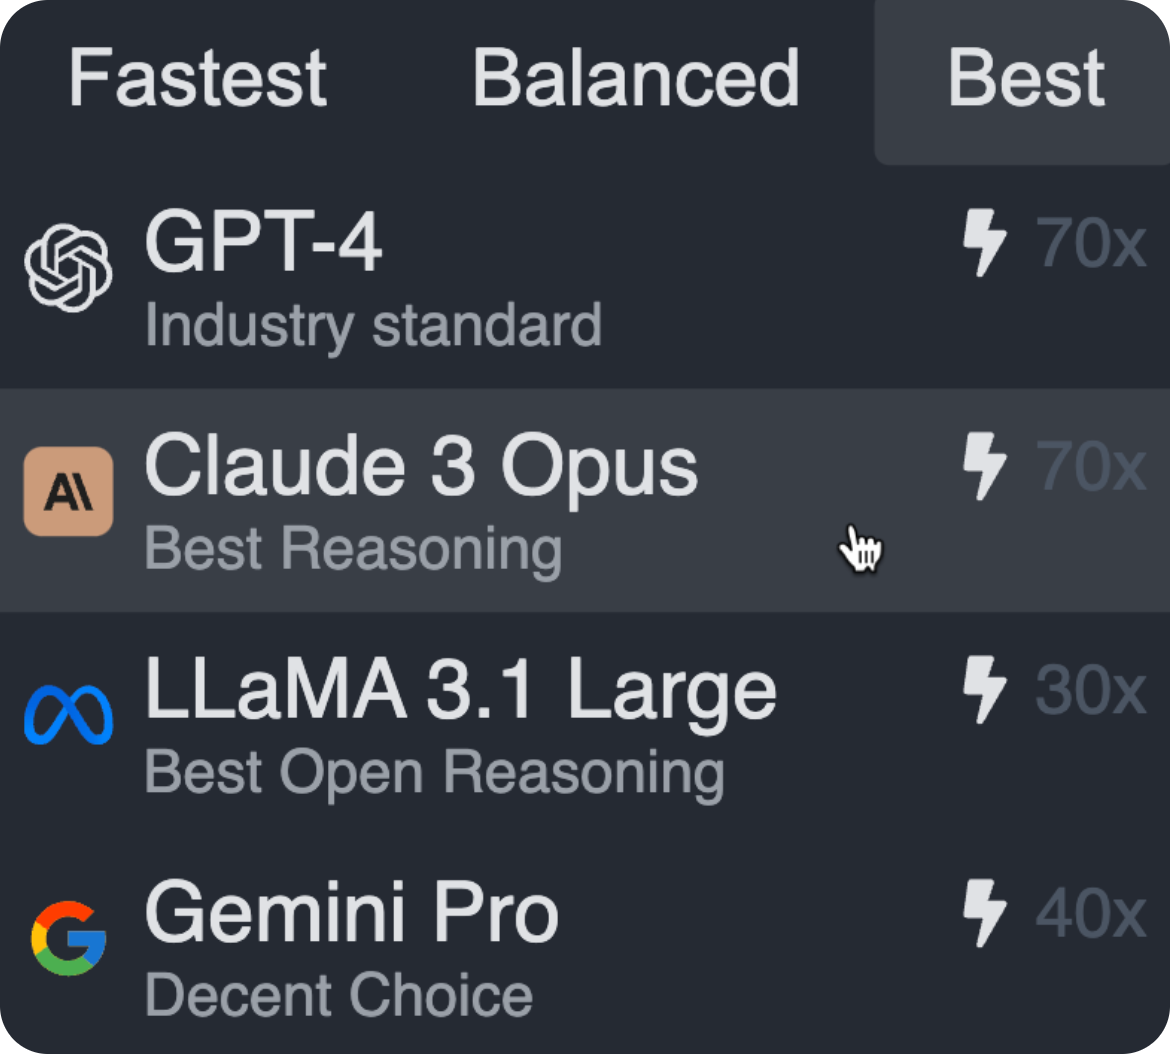 Fastest Balanced Best
GPT-4 70x
Industry standard
Claude 3 Opus 70x
Best Reasoning
LLaMA 3.1 Large 30x
Best Open Reasoning
Gemini Pro 40x
Decent Choice